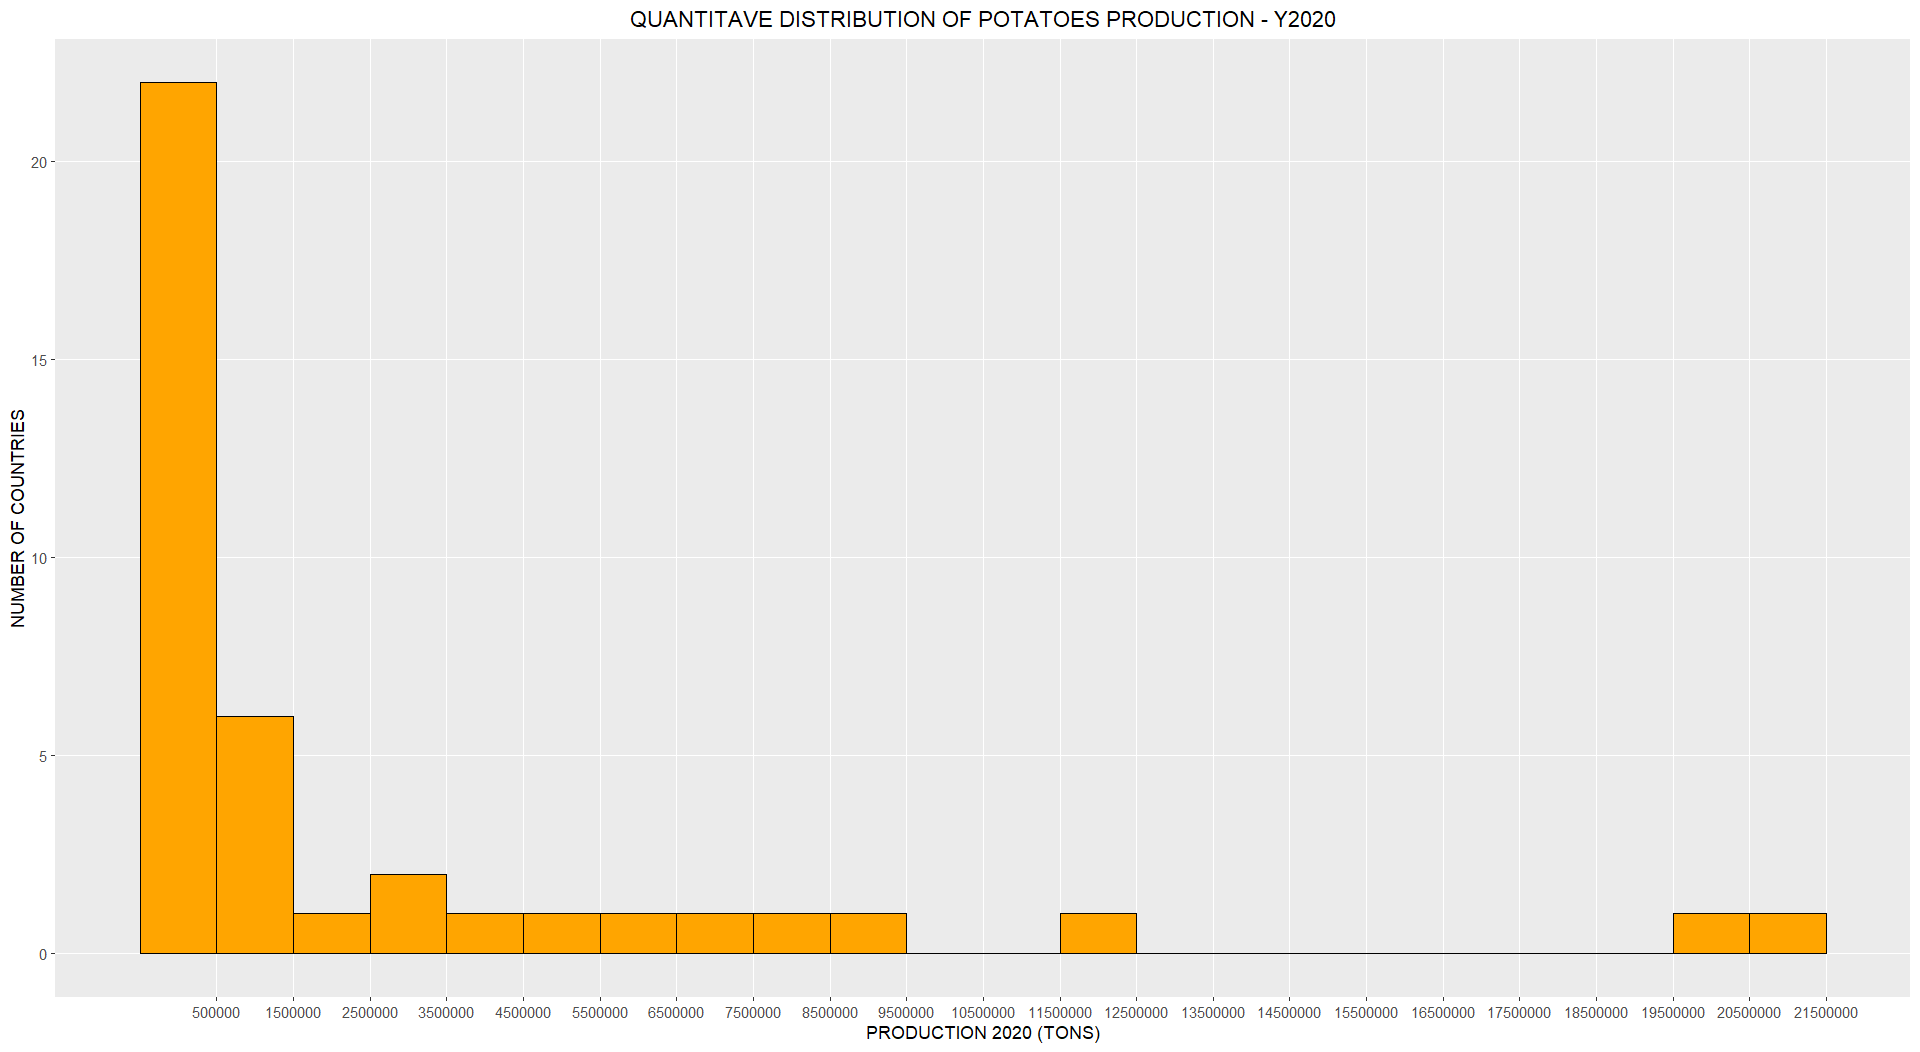 QUANTITAVE DISTRIBUTION OF POTATOES PRODUCTION - Y2020
NUMBER OF COUNTRIES
20
15
10
5
0
500000 1500000 2500000 3500000 4500000 5500000 6500000 7500000 8500000 9500000 10500000 11500000 12500000 13500000 14500000 15500000 16500000 17500000 18500000 19500000 20500000 21500000
PRODUCTION 2020 (TONS)